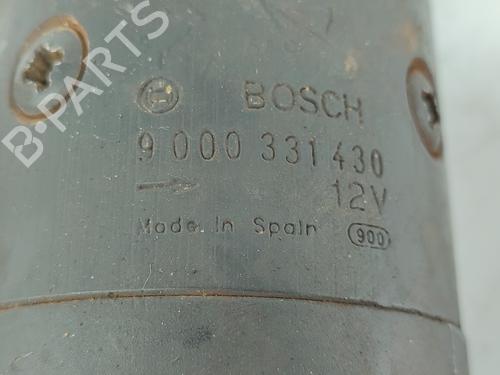 BOSCH
9 000 331 430
12V
Made in Spain 900
B-PARTS